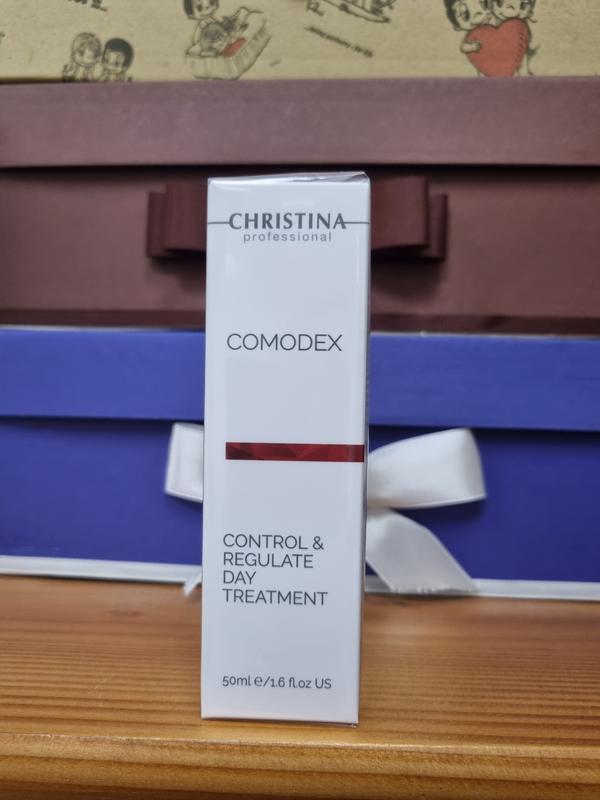 CHRISTINA
professional
COMODEX
CONTROL &
REGULATE
DAY
TREATMENT
50ml e/1.6 fl.oz US